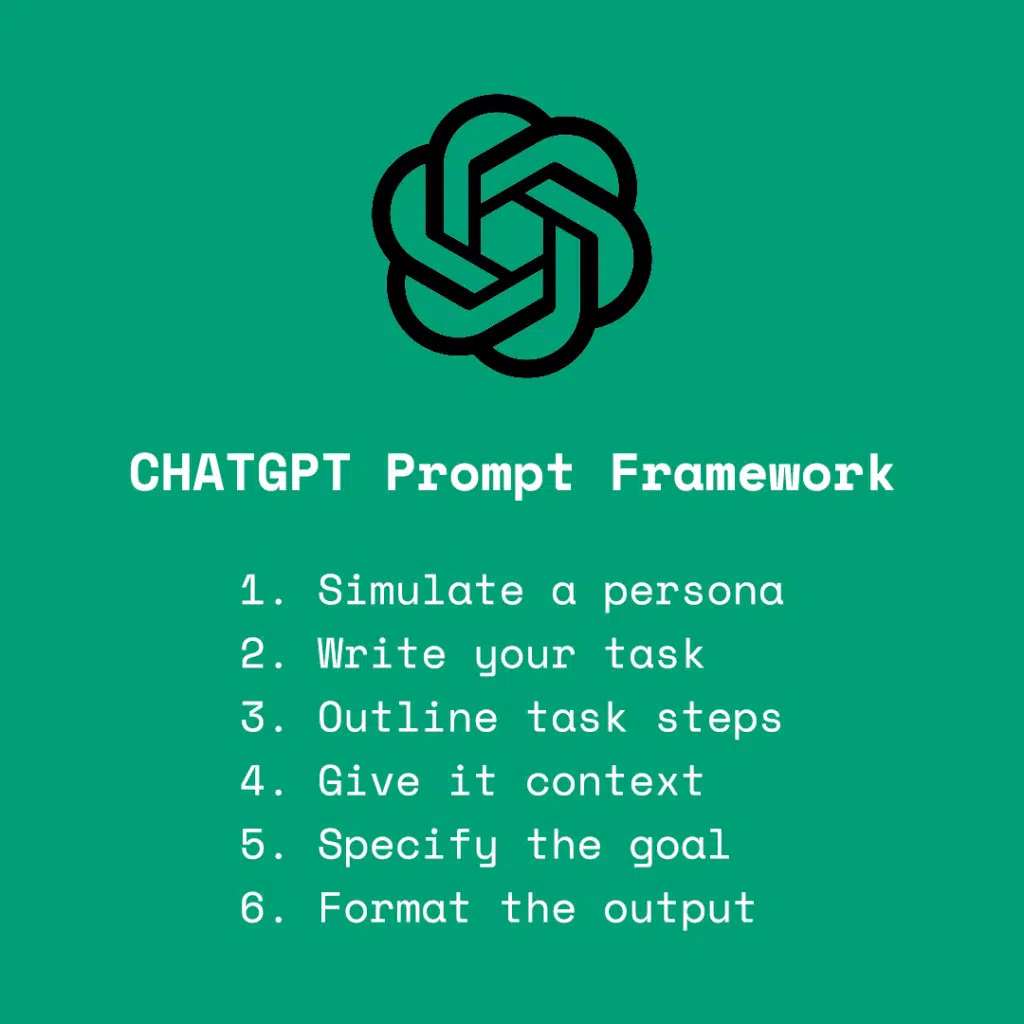 CHATGPT Prompt Framework
1. Simulate a persona
2. Write your task
3. Outline task steps
4. Give it context
5. Specify the goal
6. Format the output